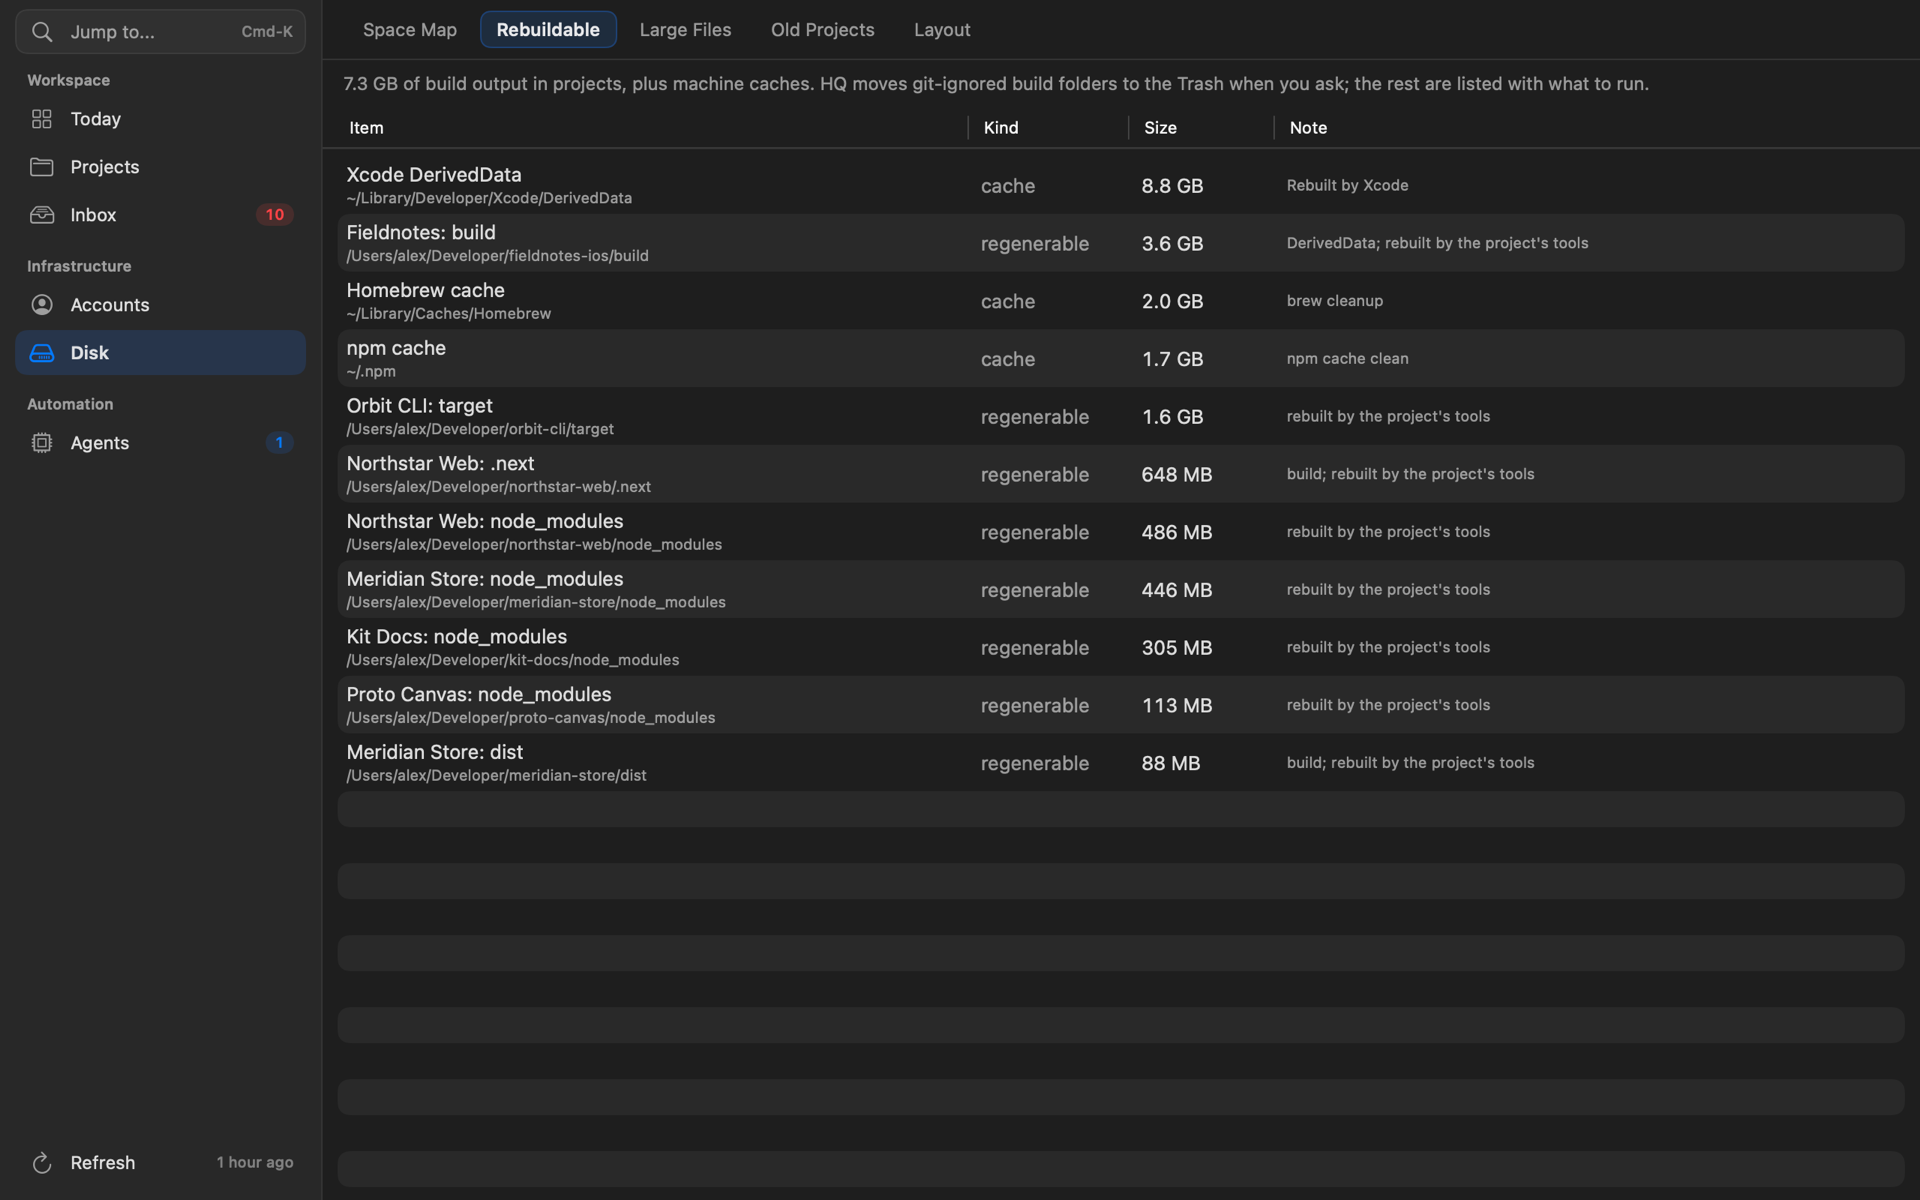 Jump to... Cmd-K
Workspace
Today
Projects
Inbox 10
Infrastructure
Accounts
Disk
Automation
Agents 1
Refresh 1 hour ago
Space Map Rebuildable Large Files Old Projects Layout
7.3 GB of build output in projects, plus machine caches. HQ moves git-ignored build folders to the Trash when you ask; the rest are listed with what to run.
Item Kind Size Note
Xcode DerivedData
~/Library/Developer/Xcode/DerivedData
cache 8.8 GB Rebuilt by Xcode
Fieldnotes: build
/Users/alex/Developer/fieldnotes-ios/build
regenerable 3.6 GB DerivedData; rebuilt by the project's tools
Homebrew cache
~/Library/Caches/Homebrew
cache 2.0 GB brew cleanup
npm cache
~/.npm
cache 1.7 GB npm cache clean
Orbit CLI: target
/Users/alex/Developer/orbit-cli/target
regenerable 1.6 GB rebuilt by the project's tools
Northstar Web: .next
/Users/alex/Developer/northstar-web/.next
regenerable 648 MB build; rebuilt by the project's tools
Northstar Web: node_modules
/Users/alex/Developer/northstar-web/node_modules
regenerable 486 MB rebuilt by the project's tools
Meridian Store: node_modules
/Users/alex/Developer/meridian-store/node_modules
regenerable 446 MB rebuilt by the project's tools
Kit Docs: node_modules
/Users/alex/Developer/kit-docs/node_modules
regenerable 305 MB rebuilt by the project's tools
Proto Canvas: node_modules
/Users/alex/Developer/proto-canvas/node_modules
regenerable 113 MB rebuilt by the project's tools
Meridian Store: dist
/Users/alex/Developer/meridian-store/dist
regenerable 88 MB build; rebuilt by the project's tools